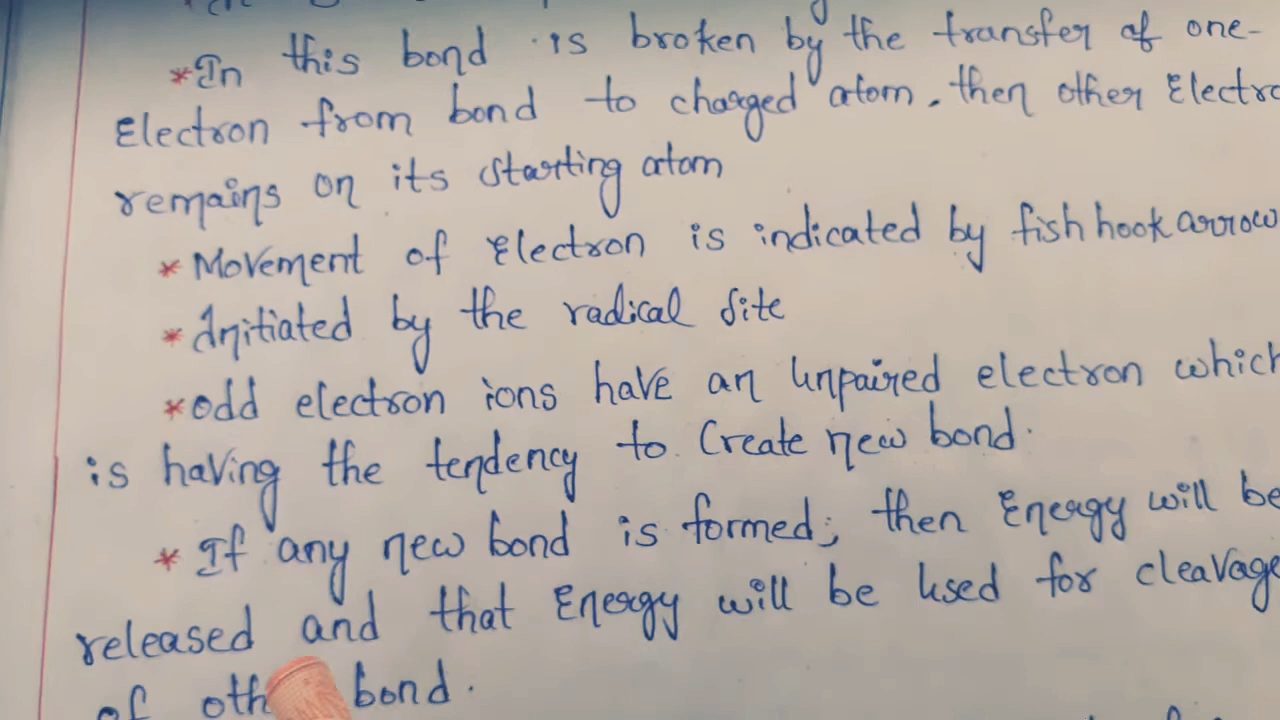 * In this bond is broken by the transfer of one-
Electron from bond to charged atom. then other Electro
remains on its starting atom
* Movement of Electron is indicated by fish hook arrow
* Initiated by the radical site
* odd electron ions have an Unpaired electron which
is having the tendency to Create new bond.
* If any new bond is formed; then Energy will be
released and that Energy will be Used for cleavage
of oth bond.